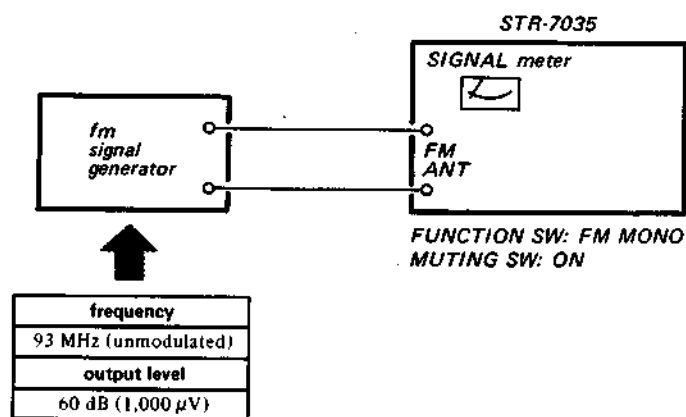 STR-7035
SIGNAL meter
fm
signal
generator
FM
ANT
FUNCTION SW: FM MONO
MUTING SW: ON
frequency
93 MHz (unmodulated)
output level
60 dB (1,000 µV)